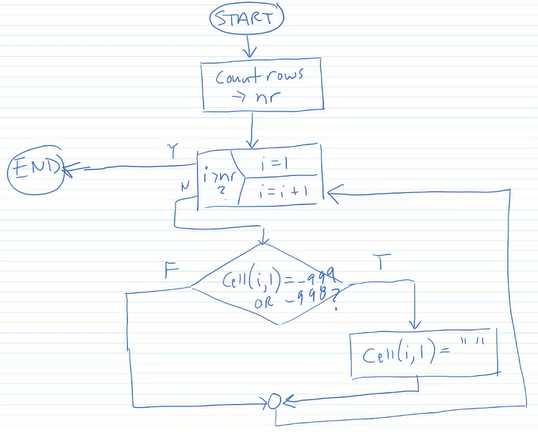 START
Count rows
→ nr
Y
END
i>nr
?
i=1
i=i+1
N
F
Cell(i,1)=-999
OR -998?
T
Cell(i,1)=" "